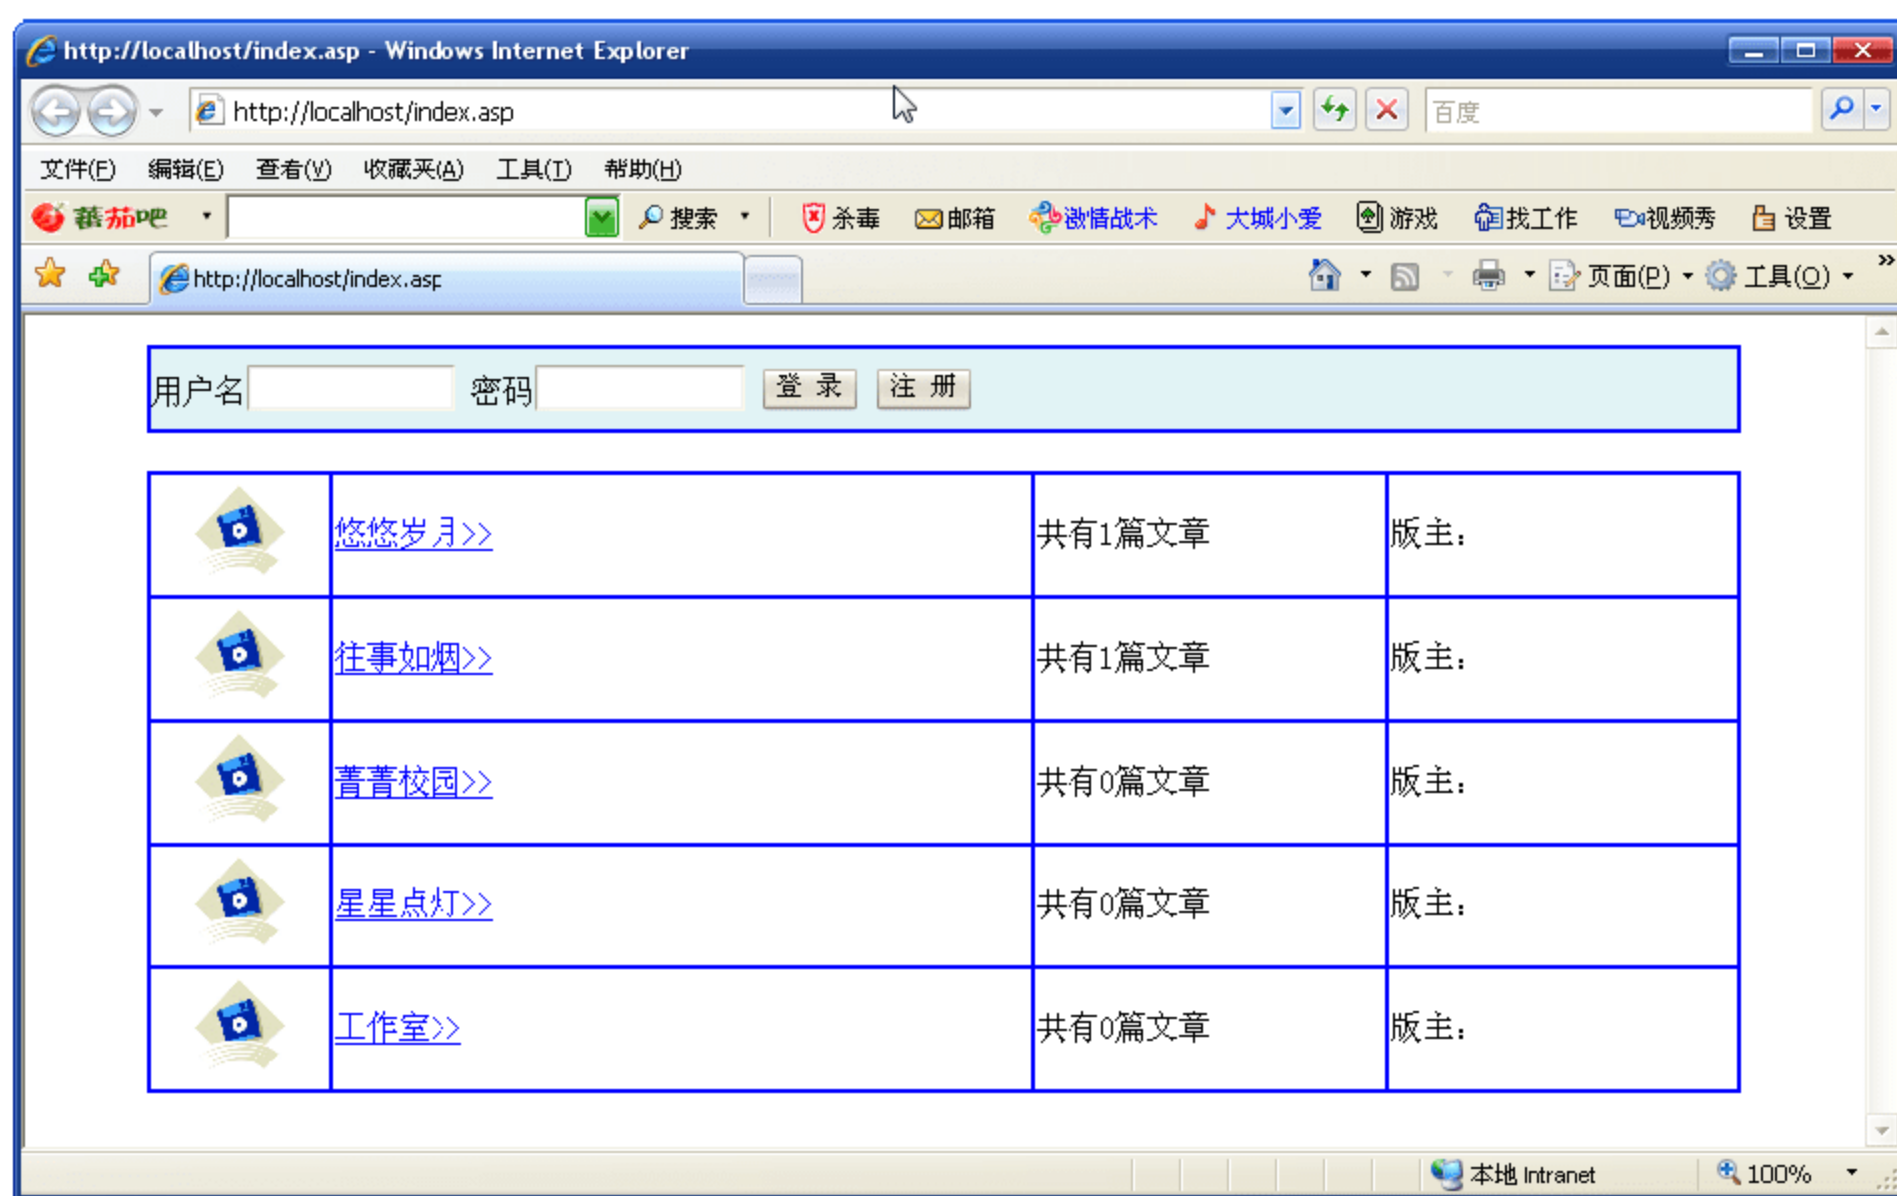 http://localhost/index.asp - Windows Internet Explorer
http://localhost/index.asp 百度
文件(F) 编辑(E) 查看(V) 收藏夹(A) 工具(T) 帮助(H)
蕃茄吧 搜索 杀毒 邮箱 激情战术 大城小爱 游戏 找工作 视频秀 设置
http://localhost/index.asp 页面(P) 工具(O) »
用户名 密码 登 录 注 册
悠悠岁月>> 共有1篇文章 版主：
往事如烟>> 共有1篇文章 版主：
菁菁校园>> 共有0篇文章 版主：
星星点灯>> 共有0篇文章 版主：
工作室>> 共有0篇文章 版主：
本地 Intranet 100%